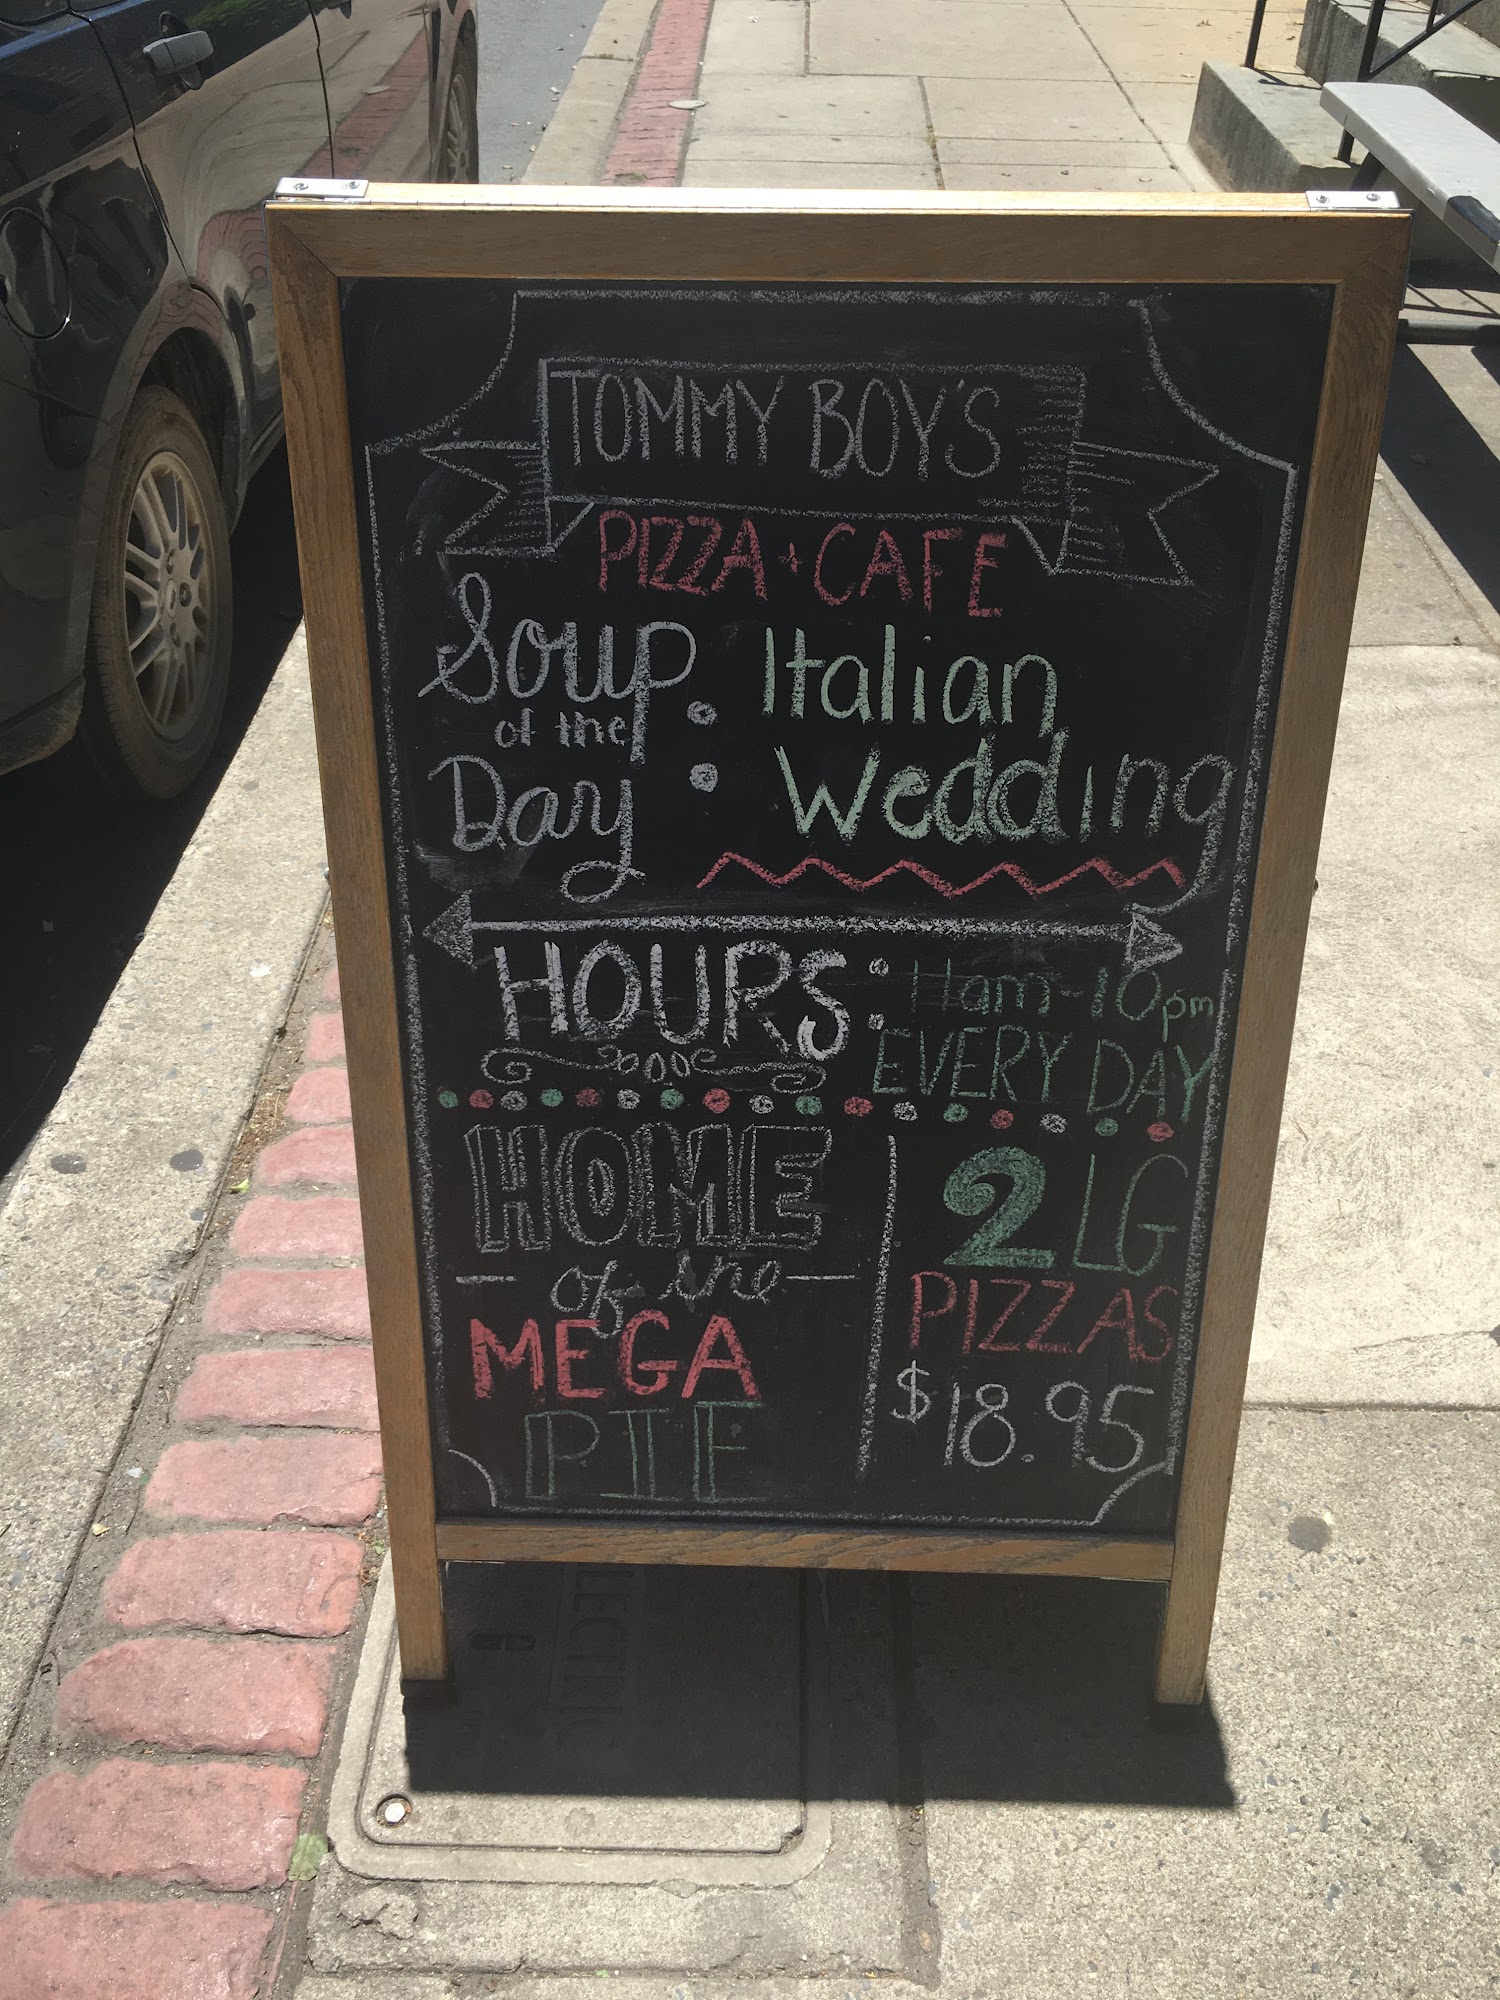 TOMMY BOY'S
PIZZA + CAFE
Soup
of the
Day
: Italian
Wedding
HOURS: 11am-10pm
EVERY DAY
HOME
of the
MEGA
PIE
2 LG
PIZZAS
$18.95
ELECTRIC